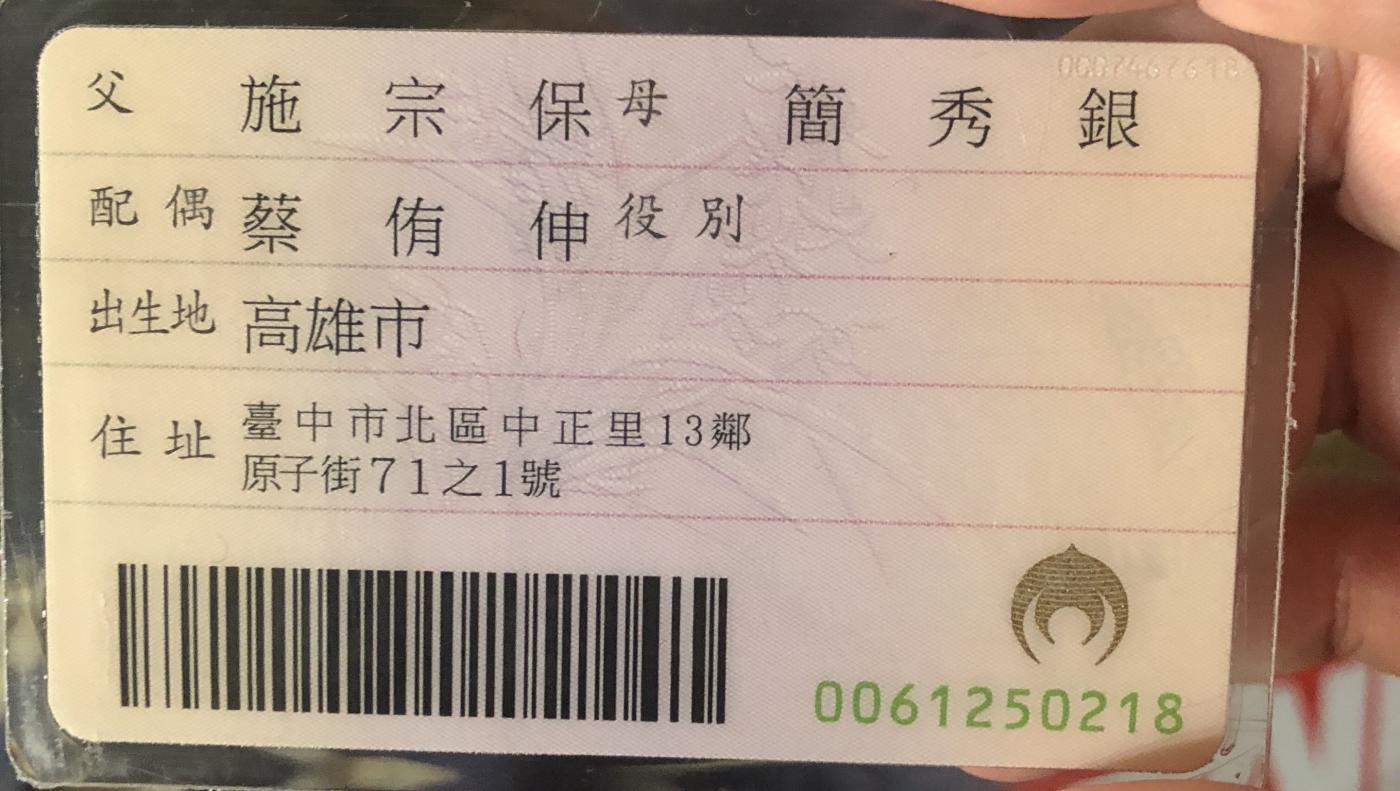 0007467618
父 施宗保 母 簡秀銀
配偶 蔡侑伸 役別
出生地 高雄市
住址 臺中市北區中正里13鄰
原子街71之1號
0061250218